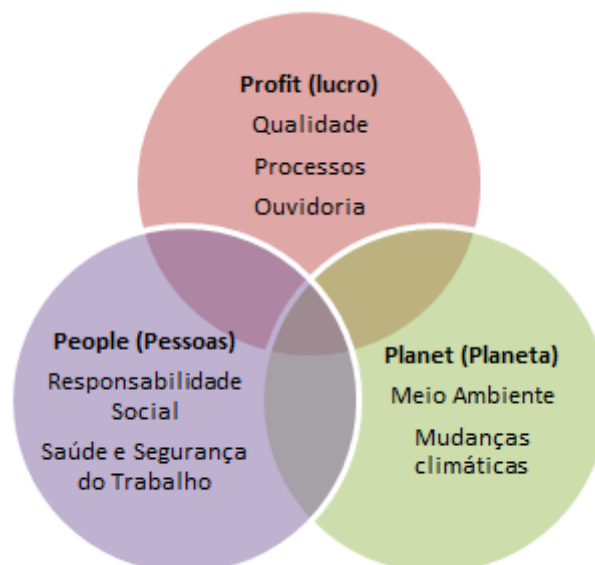 Profit (lucro)
Qualidade
Processos
Ouvidoria
People (Pessoas)
Responsabilidade
Social
Saúde e Segurança
do Trabalho
Planet (Planeta)
Meio Ambiente
Mudanças
climáticas